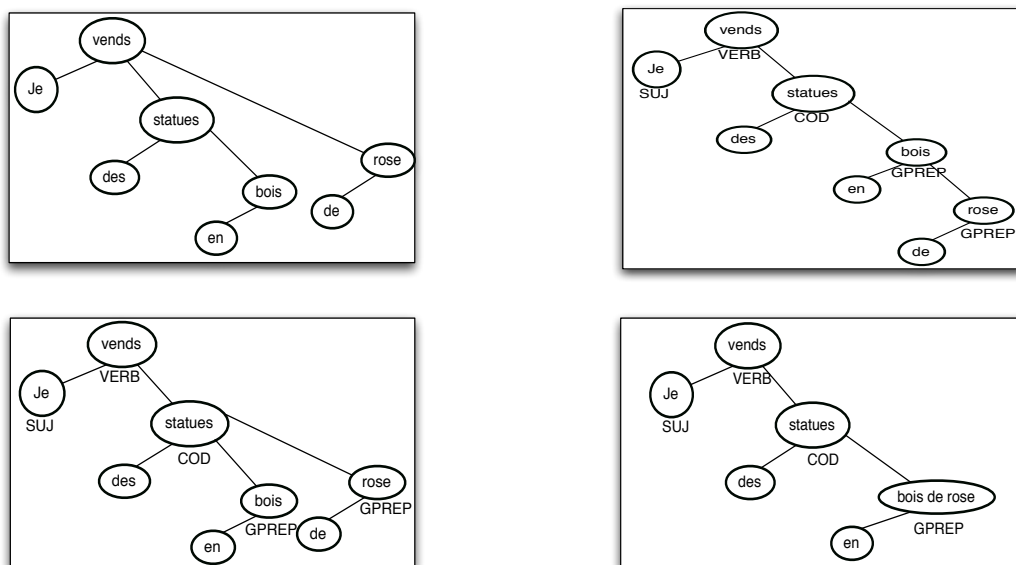 vends
Je
statues
des
bois
rose
en
de
vends
VERB
Je
SUJ
statues
COD
des
bois
GPREP
en
rose
GPREP
de
vends
VERB
Je
SUJ
statues
COD
des
bois
GPREP
rose
GPREP
en
de
vends
VERB
Je
SUJ
statues
COD
des
bois de rose
GPREP
en